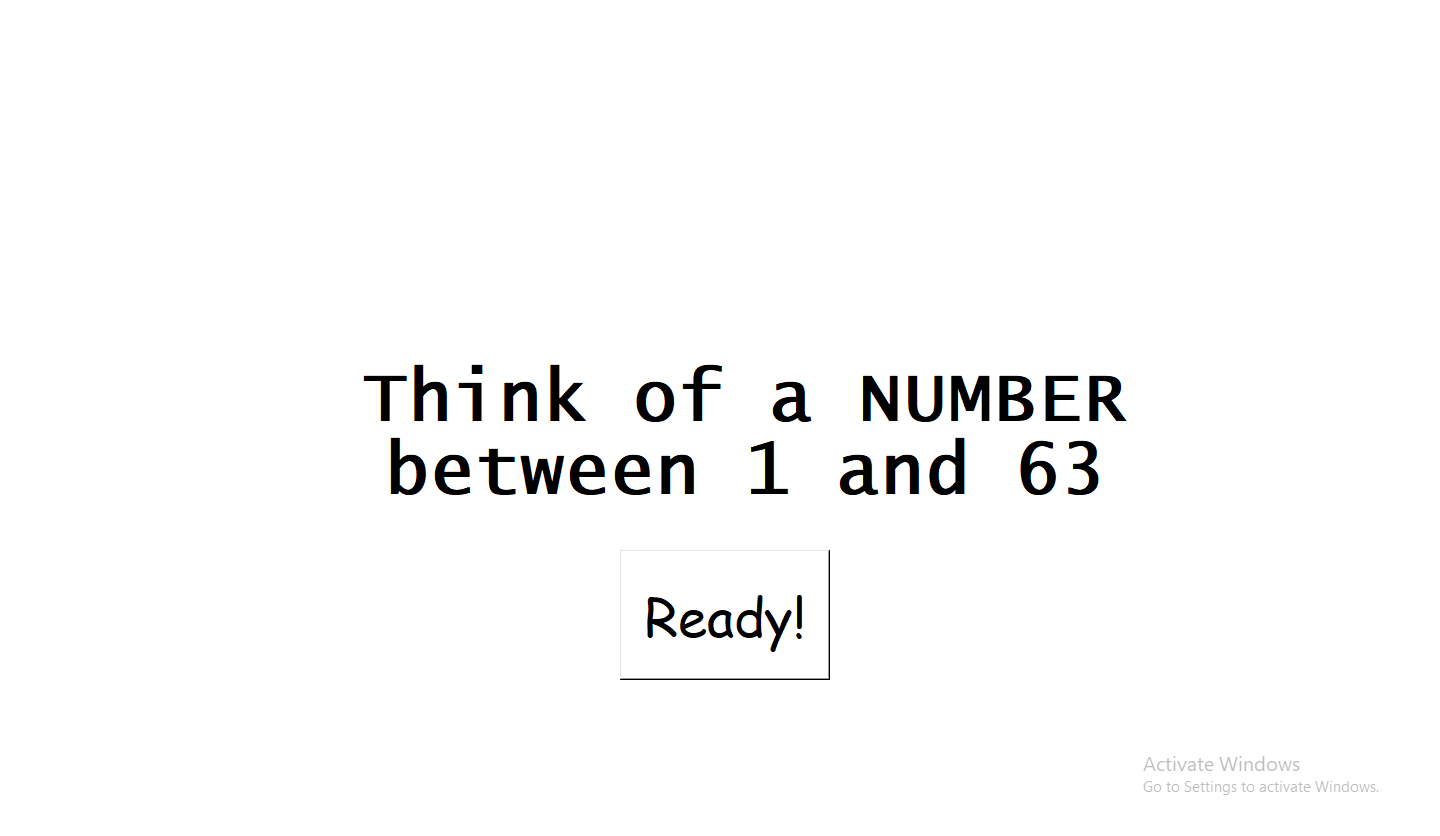 Think of a NUMBER
between 1 and 63
Ready!
Activate Windows
Go to Settings to activate Windows.